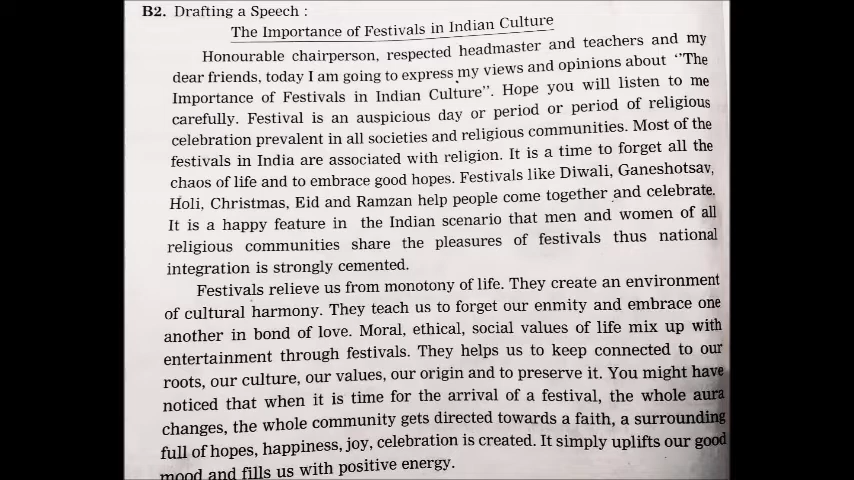 B2. Drafting a Speech :
The Importance of Festivals in Indian Culture
Honourable chairperson, respected headmaster and teachers and my
dear friends, today I am going to express my views and opinions about "The
Importance of Festivals in Indian Culture". Hope you will listen to me
carefully. Festival is an auspicious day or period or period of religious
celebration prevalent in all societies and religious communities. Most of the
festivals in India are associated with religion. It is a time to forget all the
chaos of life and to embrace good hopes. Festivals like Diwali, Ganeshotsav,
Holi, Christmas, Eid and Ramzan help people come together and celebrate.
It is a happy feature in the Indian scenario that men and women of all
religious communities share the pleasures of festivals thus national
integration is strongly cemented.
Festivals relieve us from monotony of life. They create an environment
of cultural harmony. They teach us to forget our enmity and embrace one
another in bond of love. Moral, ethical, social values of life mix up with
entertainment through festivals. They helps us to keep connected to our
roots, our culture, our values, our origin and to preserve it. You might have
noticed that when it is time for the arrival of a festival, the whole aura
changes, the whole community gets directed towards a faith, a surrounding
full of hopes, happiness, joy, celebration is created. It simply uplifts our good
mood and fills us with positive energy.